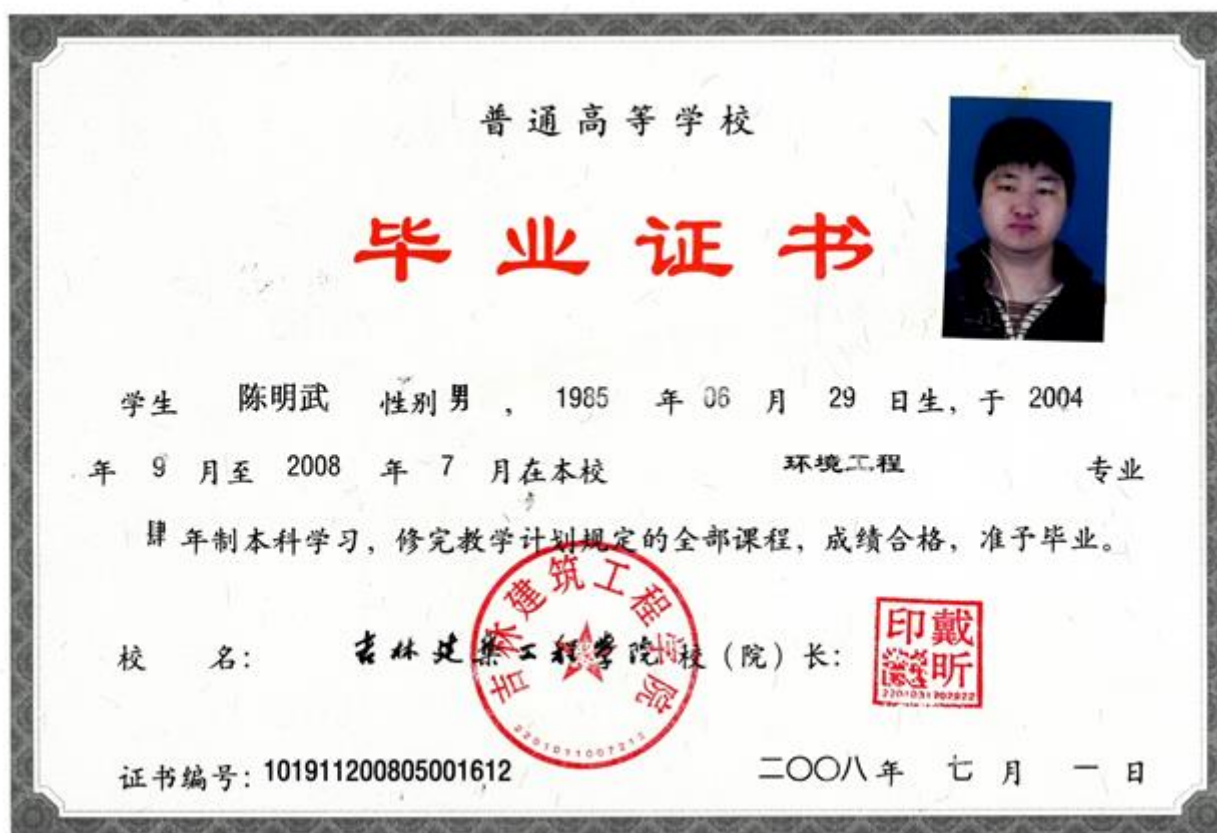 普通高等学校
毕业证书
学生 陈明武 性别 男 , 1985 年 06 月 29 日生, 于 2004
年 9 月至 2008 年 7 月在本校 环境工程 专业
肆 年制本科学习, 修完教学计划规定的全部课程, 成绩合格, 准予毕业。
校 名: 吉林建筑工程学院 校 (院) 长:
吉林建筑工程学院
2201011007212
戴昕
印
证书编号: 101911200805001612
二〇〇八 年 七 月 一 日